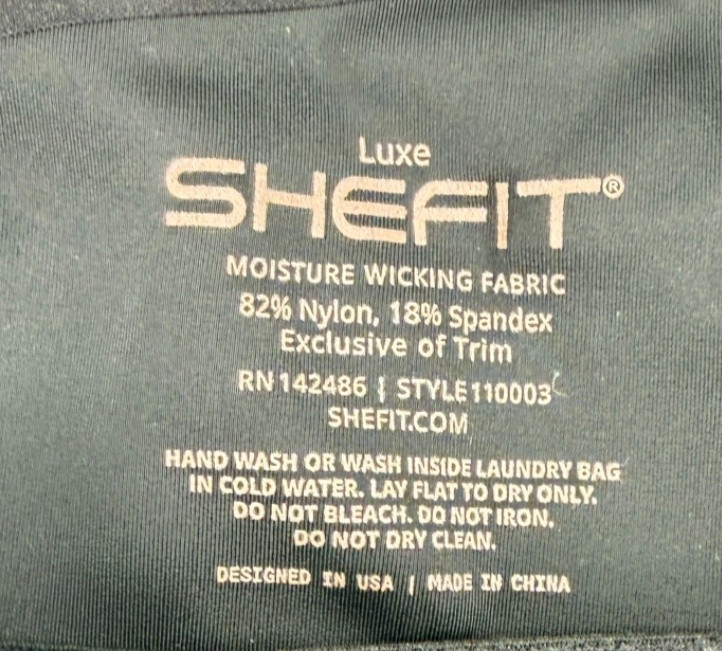 Luxe
SHEFIT®
MOISTURE WICKING FABRIC
82% Nylon, 18% Spandex
Exclusive of Trim
RN 142486 | STYLE 110003
SHEFIT.COM
HAND WASH OR WASH INSIDE LAUNDRY BAG
IN COLD WATER. LAY FLAT TO DRY ONLY.
DO NOT BLEACH. DO NOT IRON.
DO NOT DRY CLEAN.
DESIGNED IN USA | MADE IN CHINA